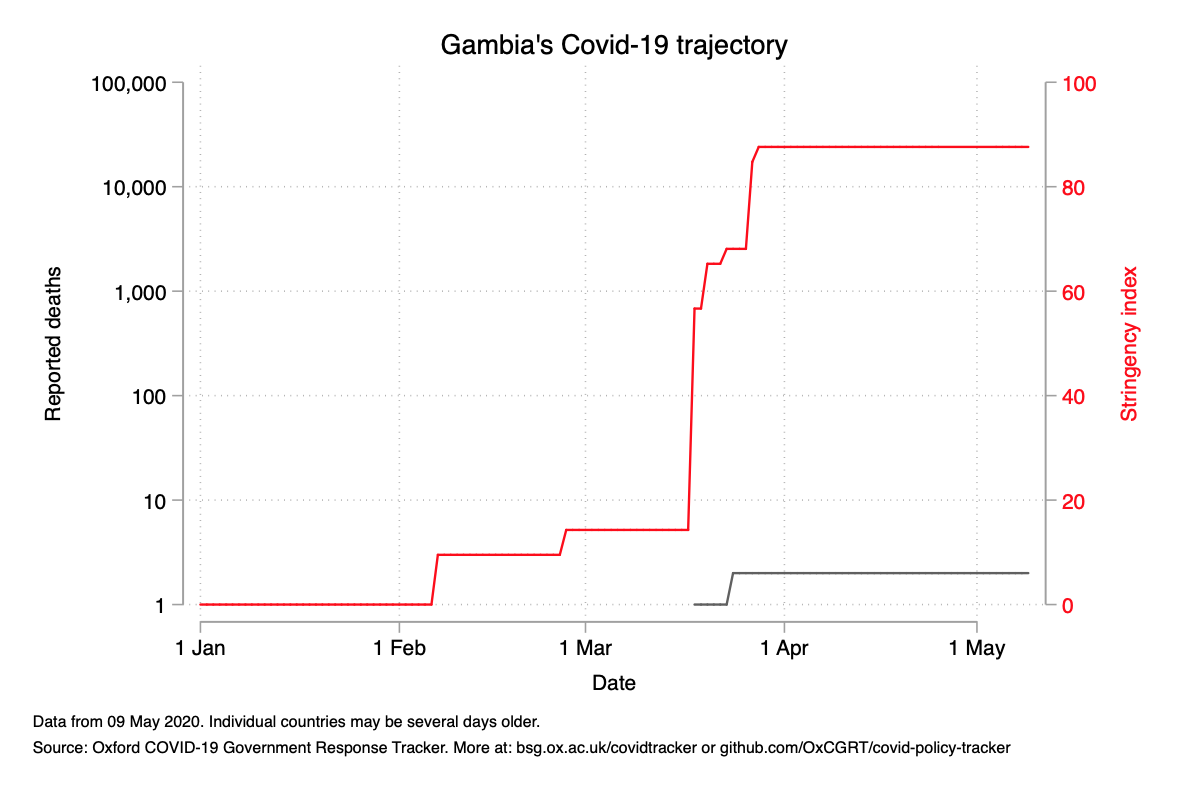 Gambia's Covid-19 trajectory
100,000
10,000
1,000
100
10
1
Reported deaths
100
80
60
40
20
0
Stringency index
1 Jan
1 Feb
1 Mar
1 Apr
1 May
Date
Data from 09 May 2020. Individual countries may be several days older.
Source: Oxford COVID-19 Government Response Tracker. More at: bsg.ox.ac.uk/covidtracker or github.com/OxCGRT/covid-policy-tracker